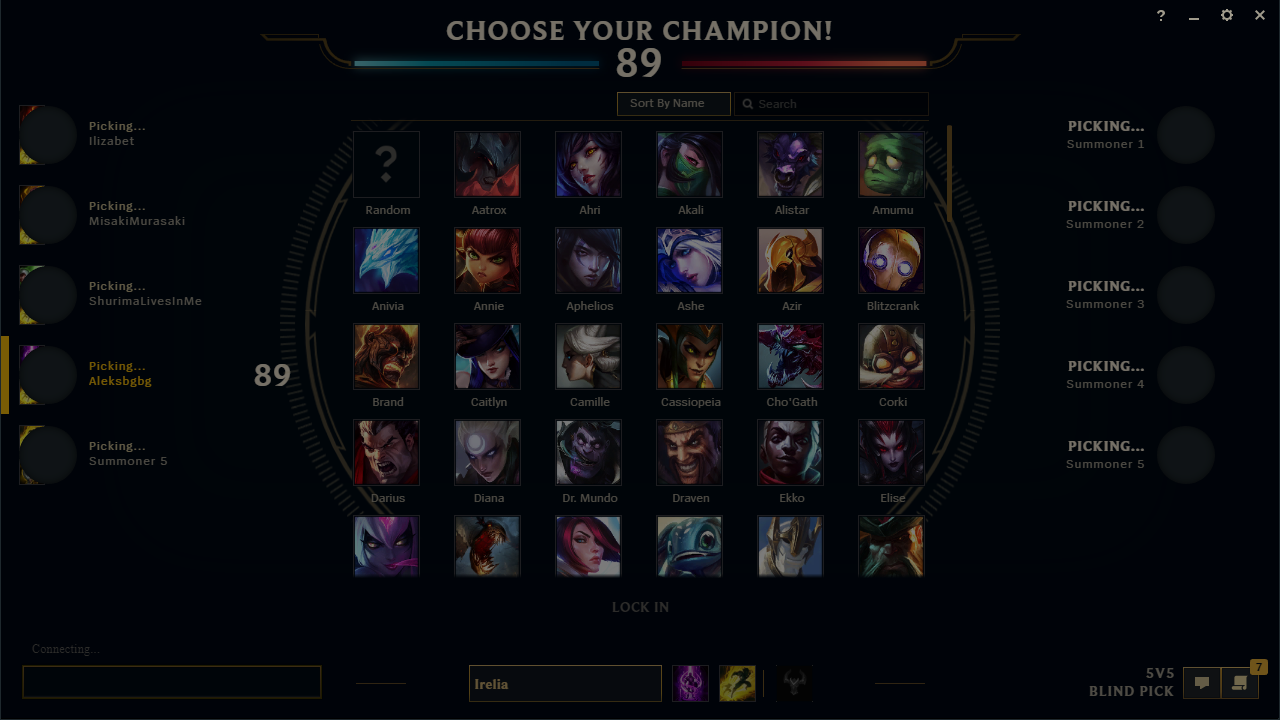 CHOOSE YOUR CHAMPION!
89
?
Sort By Name
Search
Picking...
Ilizabet
Picking...
MisakiMurasaki
Picking...
ShurimaLivesInMe
Picking...
Aleksbgbg
89
Picking...
Summoner 5
?
Random
Aatrox
Ahri
Akali
Alistar
Amumu
Anivia
Annie
Aphelios
Ashe
Azir
Blitzcrank
Brand
Caitlyn
Camille
Cassiopeia
Cho'Gath
Corki
Darius
Diana
Dr. Mundo
Draven
Ekko
Elise
PICKING...
Summoner 1
PICKING...
Summoner 2
PICKING...
Summoner 3
PICKING...
Summoner 4
PICKING...
Summoner 5
LOCK IN
Connecting...
Irelia
5V5
BLIND PICK
7